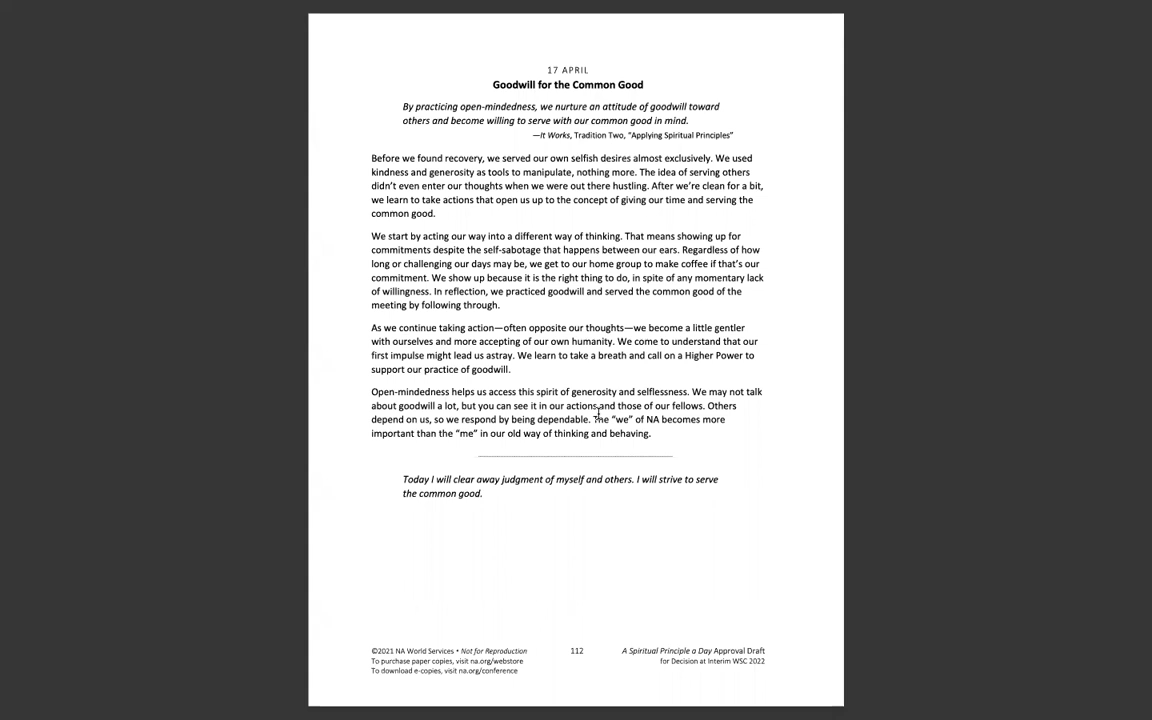 17 APRIL
Goodwill for the Common Good
By practicing open-mindedness, we nurture an attitude of goodwill toward
others and become willing to serve with our common good in mind.
—It Works, Tradition Two, “Applying Spiritual Principles”
Before we found recovery, we served our own selfish desires almost exclusively. We used
kindness and generosity as tools to manipulate, nothing more. The idea of serving others
didn’t even enter our thoughts when we were out there hustling. After we’re clean for a bit,
we learn to take actions that open us up to the concept of giving our time and serving the
common good.
We start by acting our way into a different way of thinking. That means showing up for
commitments despite the self-sabotage that happens between our ears. Regardless of how
long or challenging our days may be, we get to our home group to make coffee if that’s our
commitment. We show up because it is the right thing to do, in spite of any momentary lack
of willingness. In reflection, we practiced goodwill and served the common good of the
meeting by following through.
As we continue taking action—often opposite our thoughts—we become a little gentler
with ourselves and more accepting of our own humanity. We come to understand that our
first impulse might lead us astray. We learn to take a breath and call on a Higher Power to
support our practice of goodwill.
Open-mindedness helps us access this spirit of generosity and selflessness. We may not talk
about goodwill a lot, but you can see it in our actions and those of our fellows. Others
depend on us, so we respond by being dependable. The “we” of NA becomes more
important than the “me” in our old way of thinking and behaving.
Today I will clear away judgment of myself and others. I will strive to serve
the common good.
©2021 NA World Services • Not for Reproduction
To purchase paper copies, visit na.org/webstore
To download e-copies, visit na.org/conference
112
A Spiritual Principle a Day Approval Draft
for Decision at Interim WSC 2022